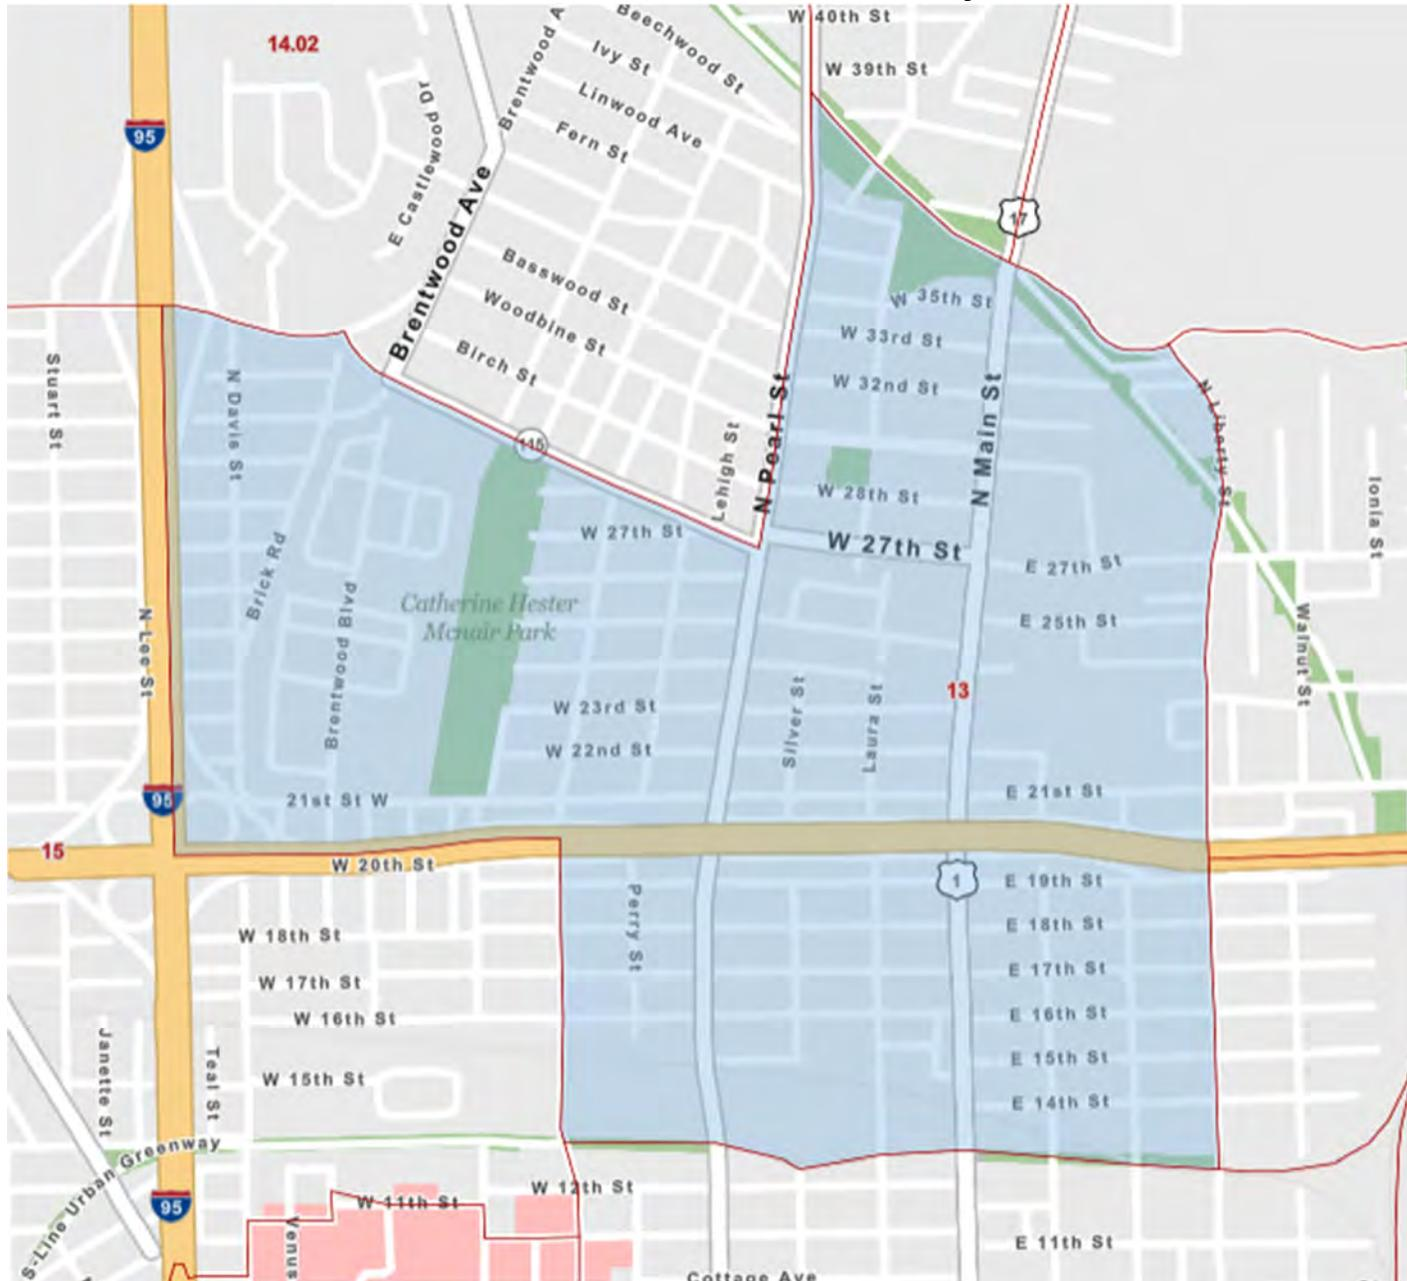 W 40th St
Beechwood St
14.02
Brentwood A
Ivy St
W 39th St
Linwood Ave
95
E Castlewood Dr
Fern St
Brentwood Ave
17
Basswood St
W 35th St
Woodbine St
W 33rd St
Birch St
W 32nd St
Stuart St
N Davis St
N Pearl St
N Main St
N Liberty St
115
Lehigh St
W 28th St
Ionia St
W 27th St
W 27th St
E 27th St
Brick Rd
Catherine Hester
Mcnair Park
E 25th St
N Lee St
Brentwood Blvd
Walnut St
13
W 23rd St
Silver St
Laura St
W 22nd St
95
21st St W
E 21st St
15
W 20th St
1
E 19th St
Perry St
E 18th St
W 18th St
E 17th St
W 17th St
E 16th St
W 16th St
Janette St
Teal St
E 15th St
W 15th St
E 14th St
S-Line Urban Greenway
W 12th St
95
W 11th St
Venus
E 11th St
Cottage Ave